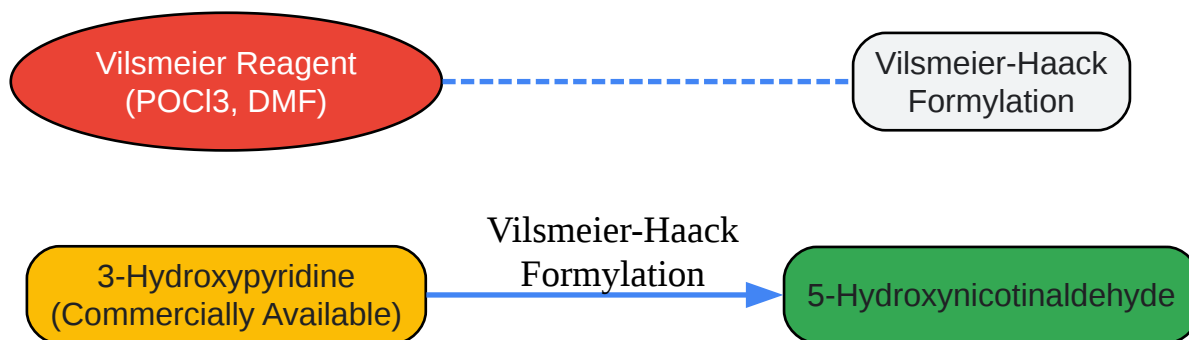 Vilsmeier Reagent
(POCl3, DMF)
Vilsmeier-Haack
Formylation
Vilsmeier-Haack
Formylation
3-Hydroxypyridine
(Commercially Available)
5-Hydroxynicotinaldehyde